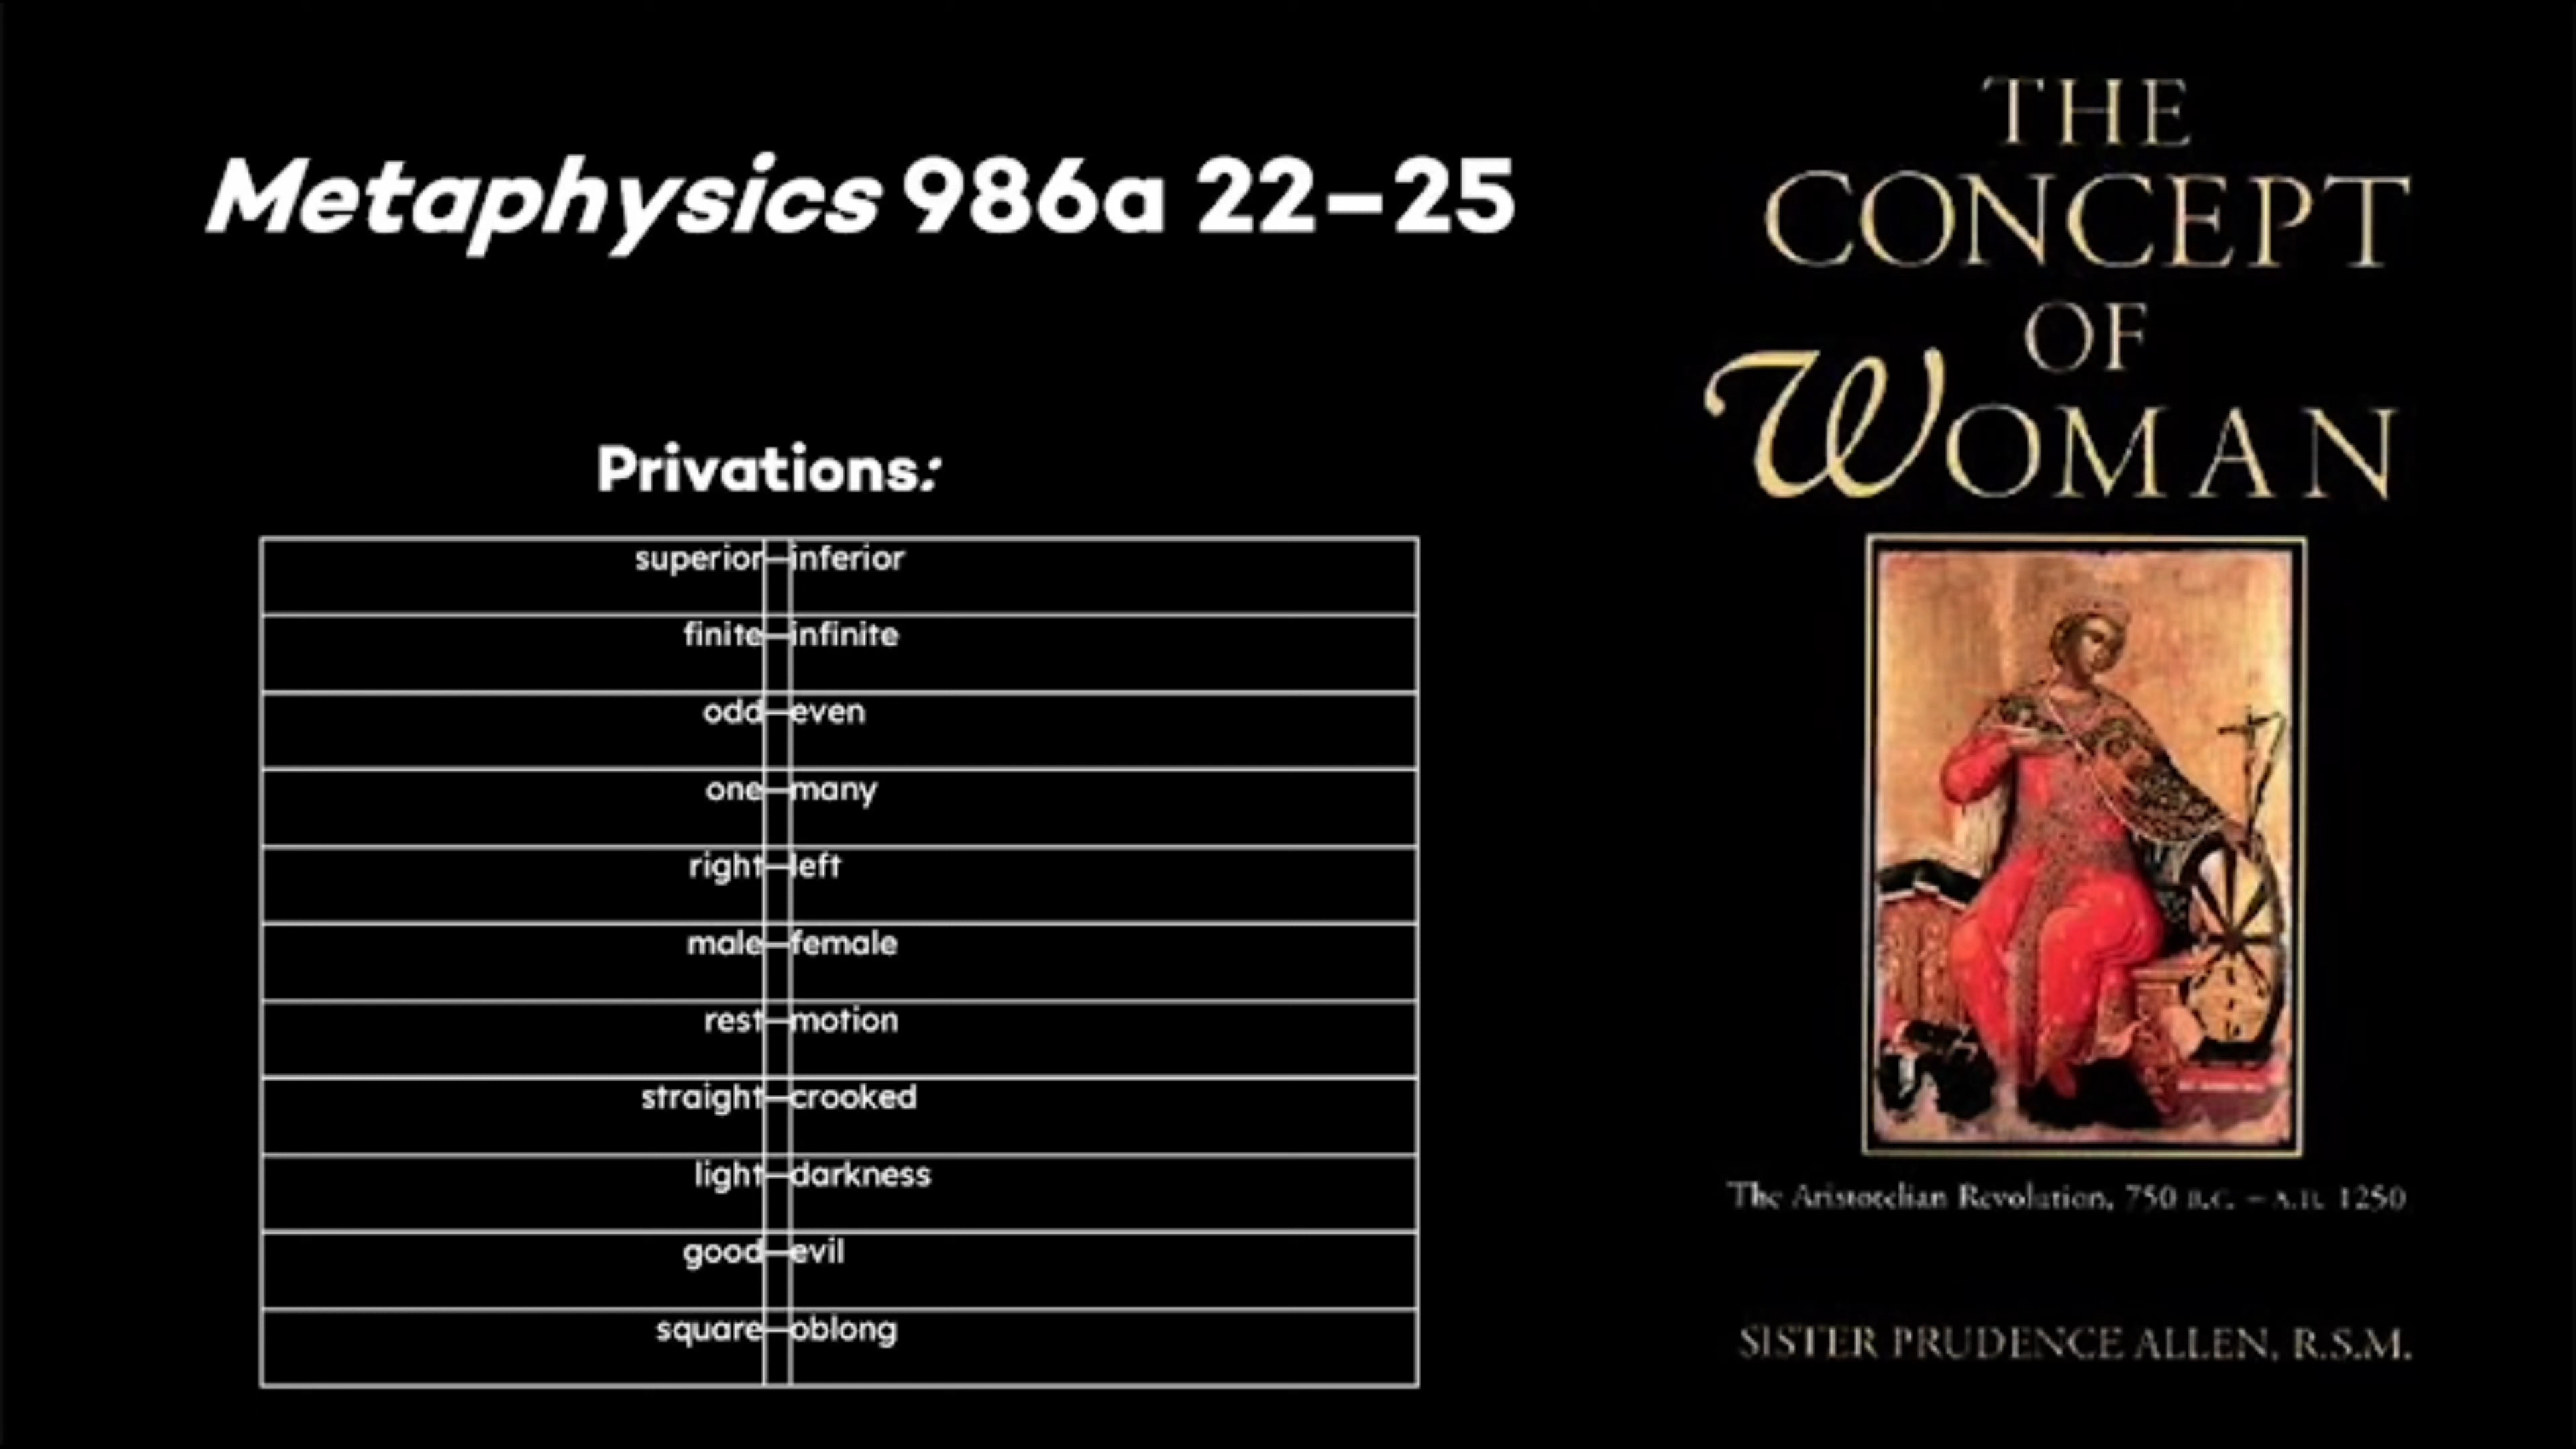 Metaphysics 986a 22–25
Privations:
superior—inferior
finite—infinite
odd—even
one—many
right—left
male—female
rest—motion
straight—crooked
light—darkness
good—evil
square—oblong
THE
CONCEPT
OF
WOMAN
The Aristotelian Revolution, 750 B.C. – A.D. 1250
SISTER PRUDENCE ALLEN, R.S.M.